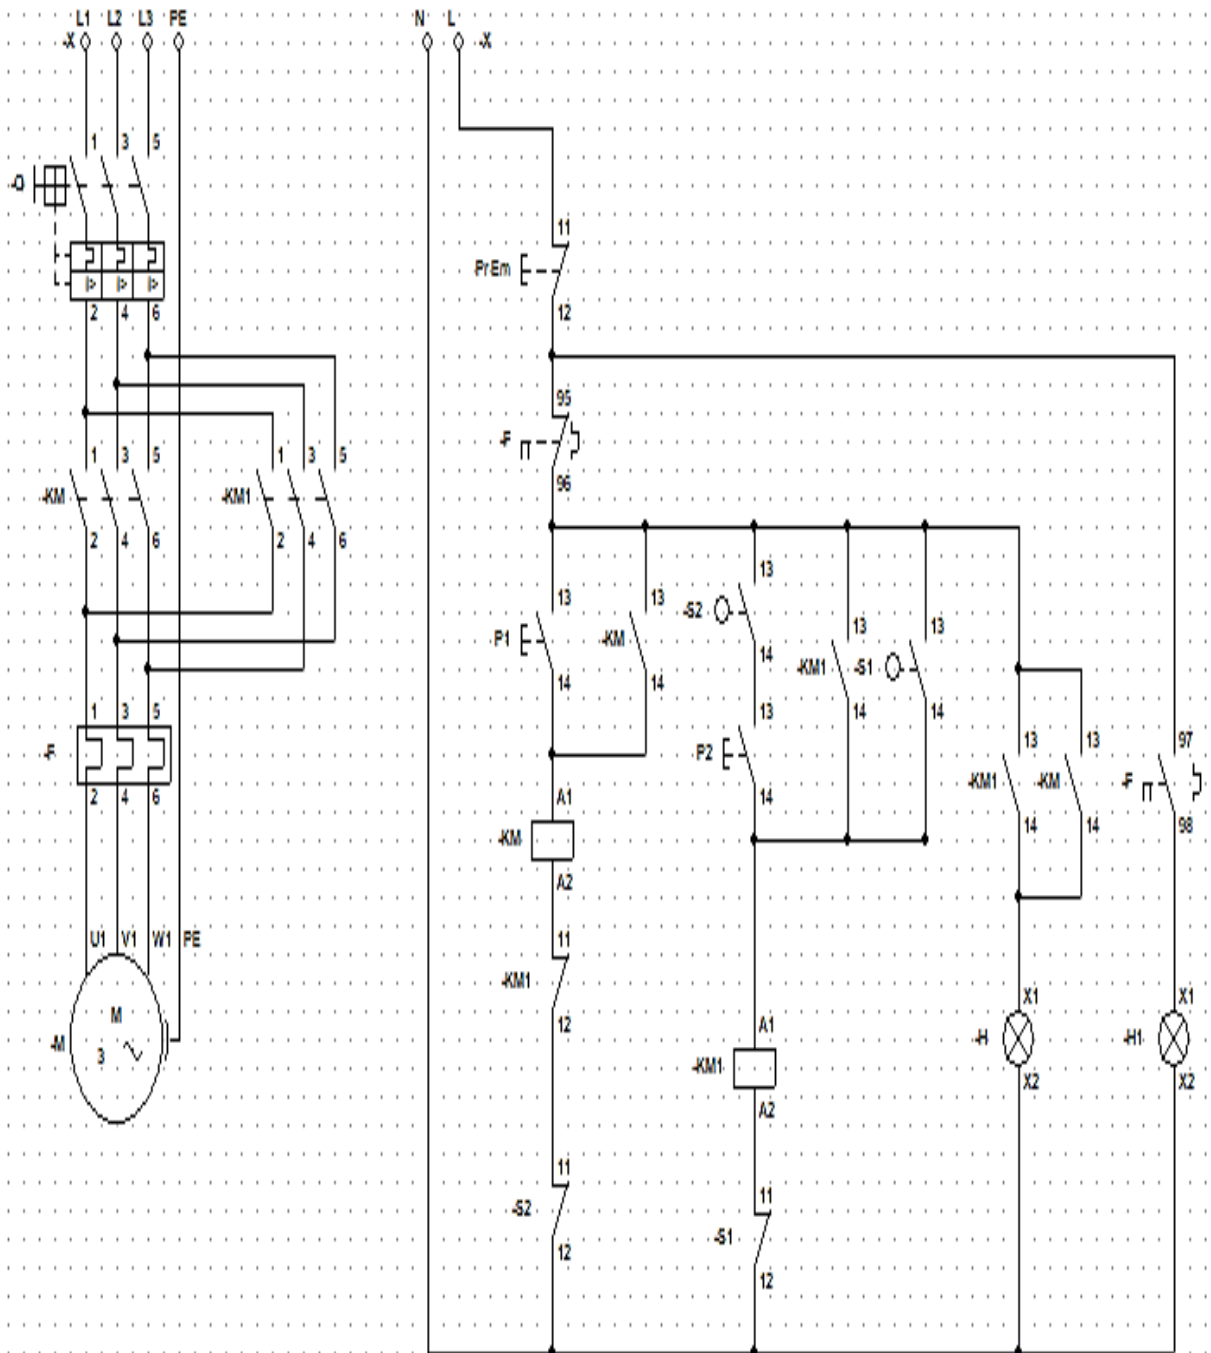 L1 L2 L3 PE N L
-X -X
1 3 5
-Q
11
PrEm
2 4 6 12
95
-F
1 3 5 1 3 5
-KM -KM1
96
2 4 6 2 4 6
13
-S2
13 13
P1 -KM
14
13 13
-KM1 -S1
14 14
1 3 5 13 14 14
-F P2
13 13 97
-KM1 -KM -F
2 4 6 A1 14
14 14 98
-KM
A2
U1 V1 W1 PE 11
-KM1
X1 X1
M 12 A1
-M -H -H1
3
-KM1
X2 X2
A2
11
-S2
11
-S1
12
12